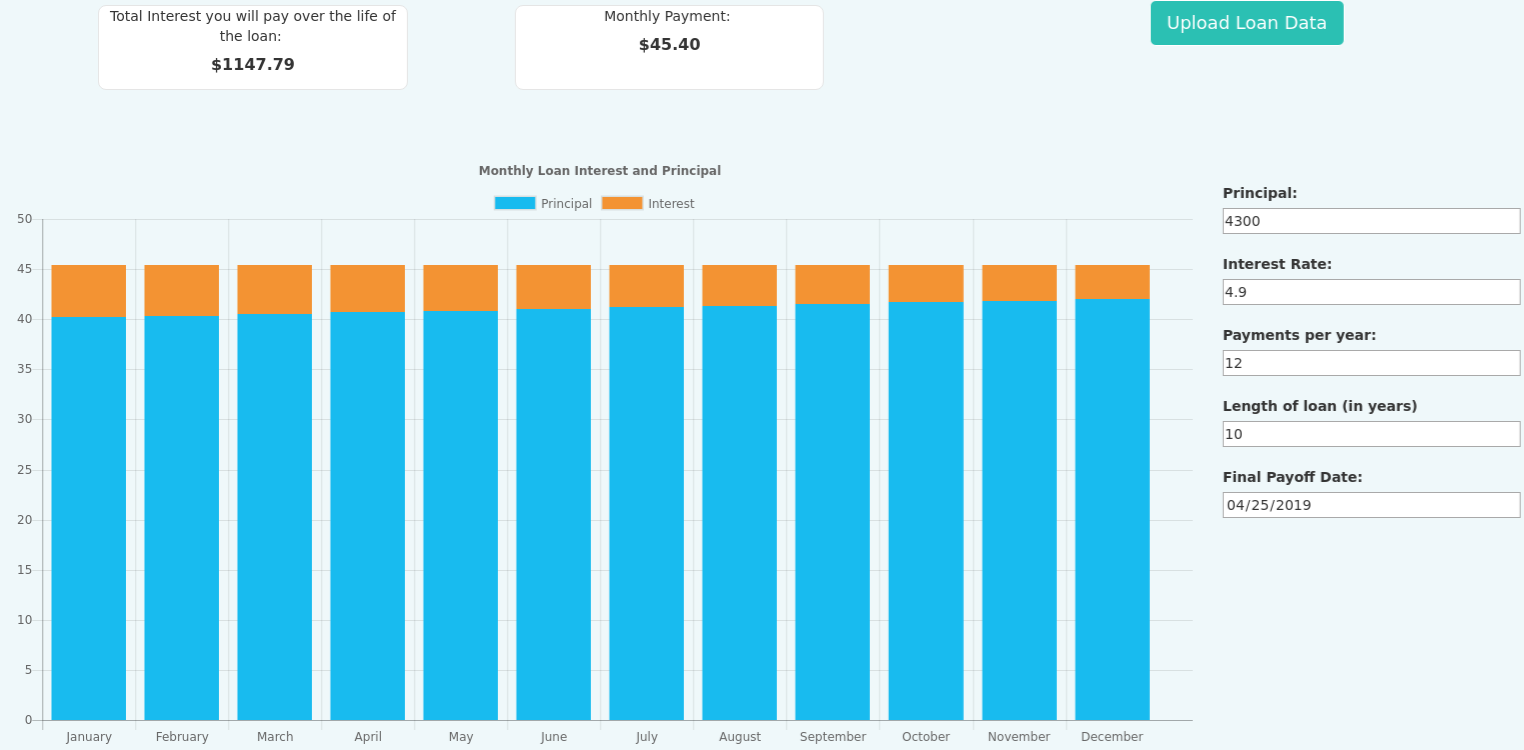 Total Interest you will pay over the life of
the loan:
$1147.79
Monthly Payment:
$45.40
Upload Loan Data
Monthly Loan Interest and Principal
Principal
Interest
50
45
40
35
30
25
20
15
10
5
0
January
February
March
April
May
June
July
August
September
October
November
December
Principal:
4300
Interest Rate:
4.9
Payments per year:
12
Length of loan (in years)
10
Final Payoff Date:
04/25/2019